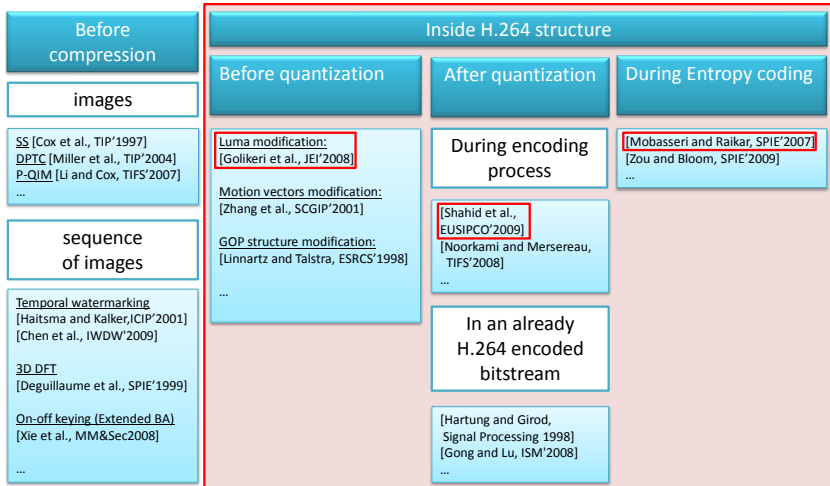 Before
compression
images
SS [Cox et al., TIP'1997]
DPTC [Miller et al., TIP'2004]
P-QIM [Li and Cox, TIFS'2007]
...
sequence
of images
Temporal watermarking
[Haitsma and Kalker,ICIP'2001]
[Chen et al., IWDW'2009]
3D DFT
[Deguillaume et al., SPIE'1999]
On-off keying (Extended BA)
[Xie et al., MM&Sec2008]
...
Inside H.264 structure
Before quantization
Luma modification:
[Golikeri et al., JEI'2008]
Motion vectors modification:
[Zhang et al., SCGIP'2001]
GOP structure modification:
[Linnartz and Talstra, ESRCS'1998]
...
After quantization
During encoding
process
[Shahid et al.,
EUSIPCO'2009]
[Noorkami and Mersereau,
TIFS'2008]
...
In an already
H.264 encoded
bitstream
[Hartung and Girod,
Signal Processing 1998]
[Gong and Lu, ISM'2008]
...
During Entropy coding
[Mobasseri and Raikar, SPIE'2007]
[Zou and Bloom, SPIE'2009]
...